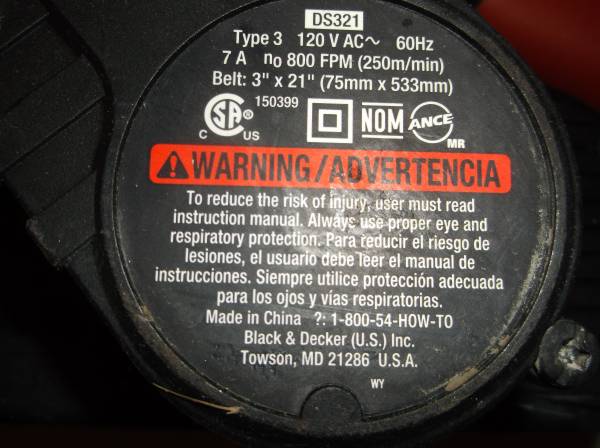 DS321
Type 3 120 V AC~ 60Hz
7 A n₀ 800 FPM (250m/min)
Belt: 3" x 21" (75mm x 533mm)
150399
CSA® C US NOM ANCE MR
WARNING/ADVERTENCIA
To reduce the risk of injury, user must read
instruction manual. Always use proper eye and
respiratory protection. Para reducir el riesgo de
lesiones, el usuario debe leer el manual de
instrucciones. Siempre utilice protección adecuada
para los ojos y vías respiratorias.
Made in China ?: 1-800-54-HOW-TO
Black & Decker (U.S.) Inc.
Towson, MD 21286 U.S.A.
WY